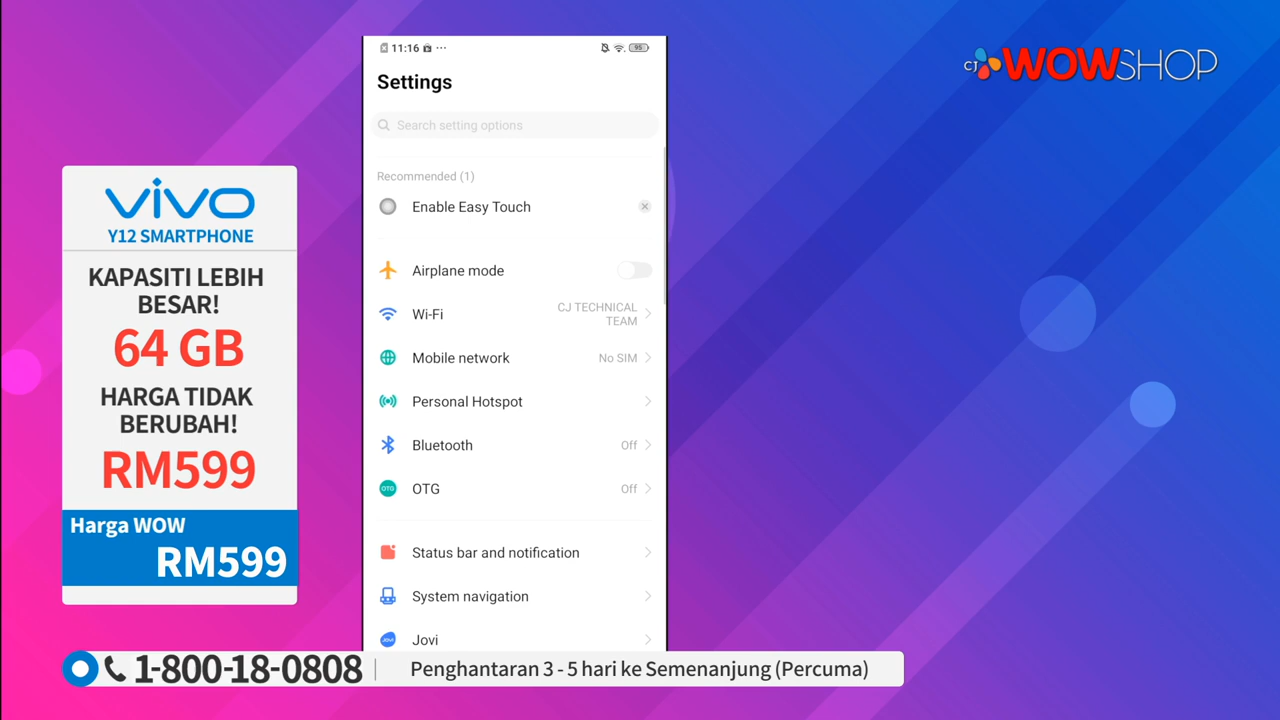 CJ WOWSHOP
vivo
Y12 SMARTPHONE
KAPASITI LEBIH
BESAR!
64 GB
HARGA TIDAK
BERUBAH!
RM599
Harga WOW
RM599
11:16
95
Settings
Search setting options
Recommended (1)
Enable Easy Touch
Airplane mode
Wi-Fi CJ TECHNICAL
TEAM
Mobile network No SIM
Personal Hotspot
Bluetooth Off
OTG OTG Off
Status bar and notification
System navigation
JOVI Jovi
1-800-18-0808 Penghantaran 3 - 5 hari ke Semenanjung (Percuma)